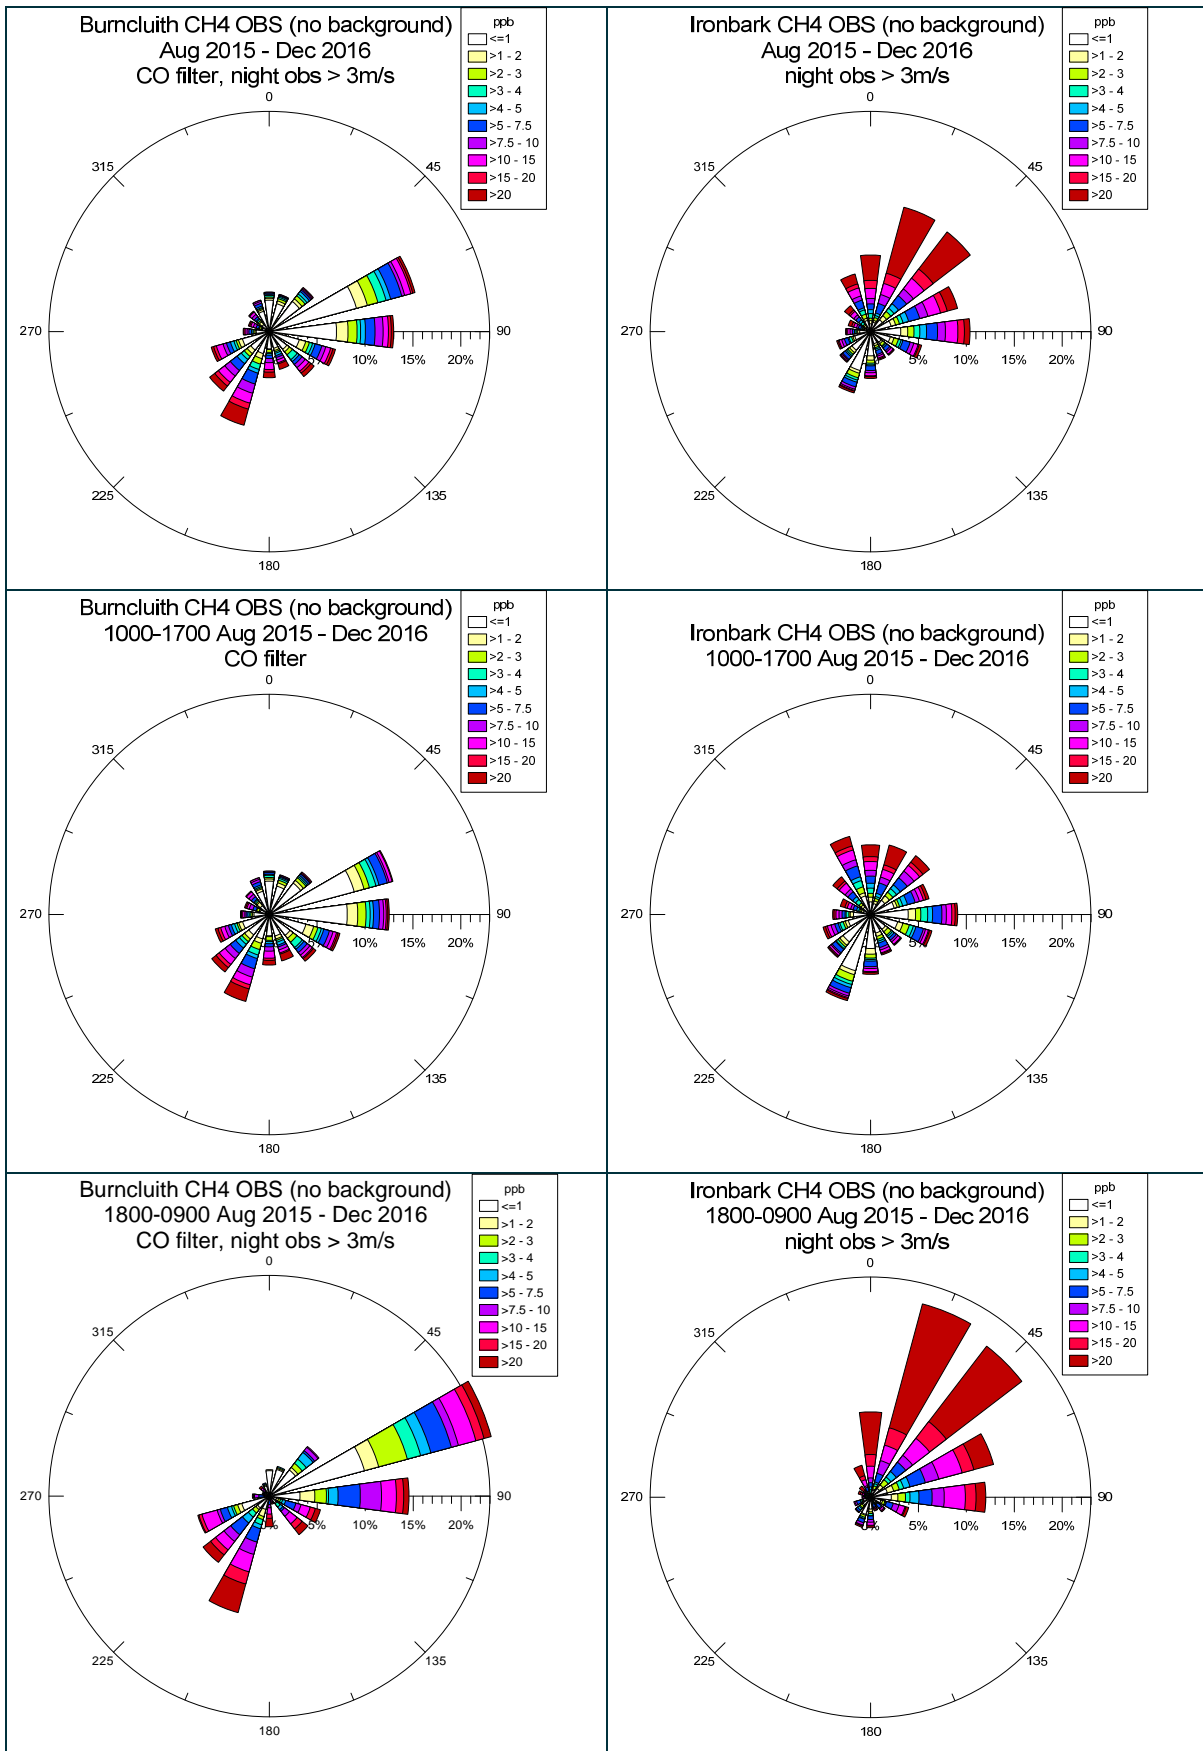 Burncluith CH4 OBS (no background)
Aug 2015 - Dec 2016
CO filter, night obs > 3m/s
ppb
<=1
>1 - 2
>2 - 3
>3 - 4
>4 - 5
>5 - 7.5
>7.5 - 10
>10 - 15
>15 - 20
>20
0
45
90
135
180
225
270
315
5%
10%
15%
20%
Ironbark CH4 OBS (no background)
Aug 2015 - Dec 2016
night obs > 3m/s
ppb
<=1
>1 - 2
>2 - 3
>3 - 4
>4 - 5
>5 - 7.5
>7.5 - 10
>10 - 15
>15 - 20
>20
0
45
90
135
180
225
270
315
5%
10%
15%
20%
Burncluith CH4 OBS (no background)
1000-1700 Aug 2015 - Dec 2016
CO filter
ppb
<=1
>1 - 2
>2 - 3
>3 - 4
>4 - 5
>5 - 7.5
>7.5 - 10
>10 - 15
>15 - 20
>20
0
45
90
135
180
225
270
315
5%
10%
15%
20%
Ironbark CH4 OBS (no background)
1000-1700 Aug 2015 - Dec 2016
ppb
<=1
>1 - 2
>2 - 3
>3 - 4
>4 - 5
>5 - 7.5
>7.5 - 10
>10 - 15
>15 - 20
>20
0
45
90
135
180
225
270
315
5%
10%
15%
20%
Burncluith CH4 OBS (no background)
1800-0900 Aug 2015 - Dec 2016
CO filter, night obs > 3m/s
ppb
<=1
>1 - 2
>2 - 3
>3 - 4
>4 - 5
>5 - 7.5
>7.5 - 10
>10 - 15
>15 - 20
>20
0
45
90
135
180
225
270
315
0%
5%
10%
15%
20%
Ironbark CH4 OBS (no background)
1800-0900 Aug 2015 - Dec 2016
night obs > 3m/s
ppb
<=1
>1 - 2
>2 - 3
>3 - 4
>4 - 5
>5 - 7.5
>7.5 - 10
>10 - 15
>15 - 20
>20
0
45
90
135
180
225
270
315
0%
5%
10%
15%
20%